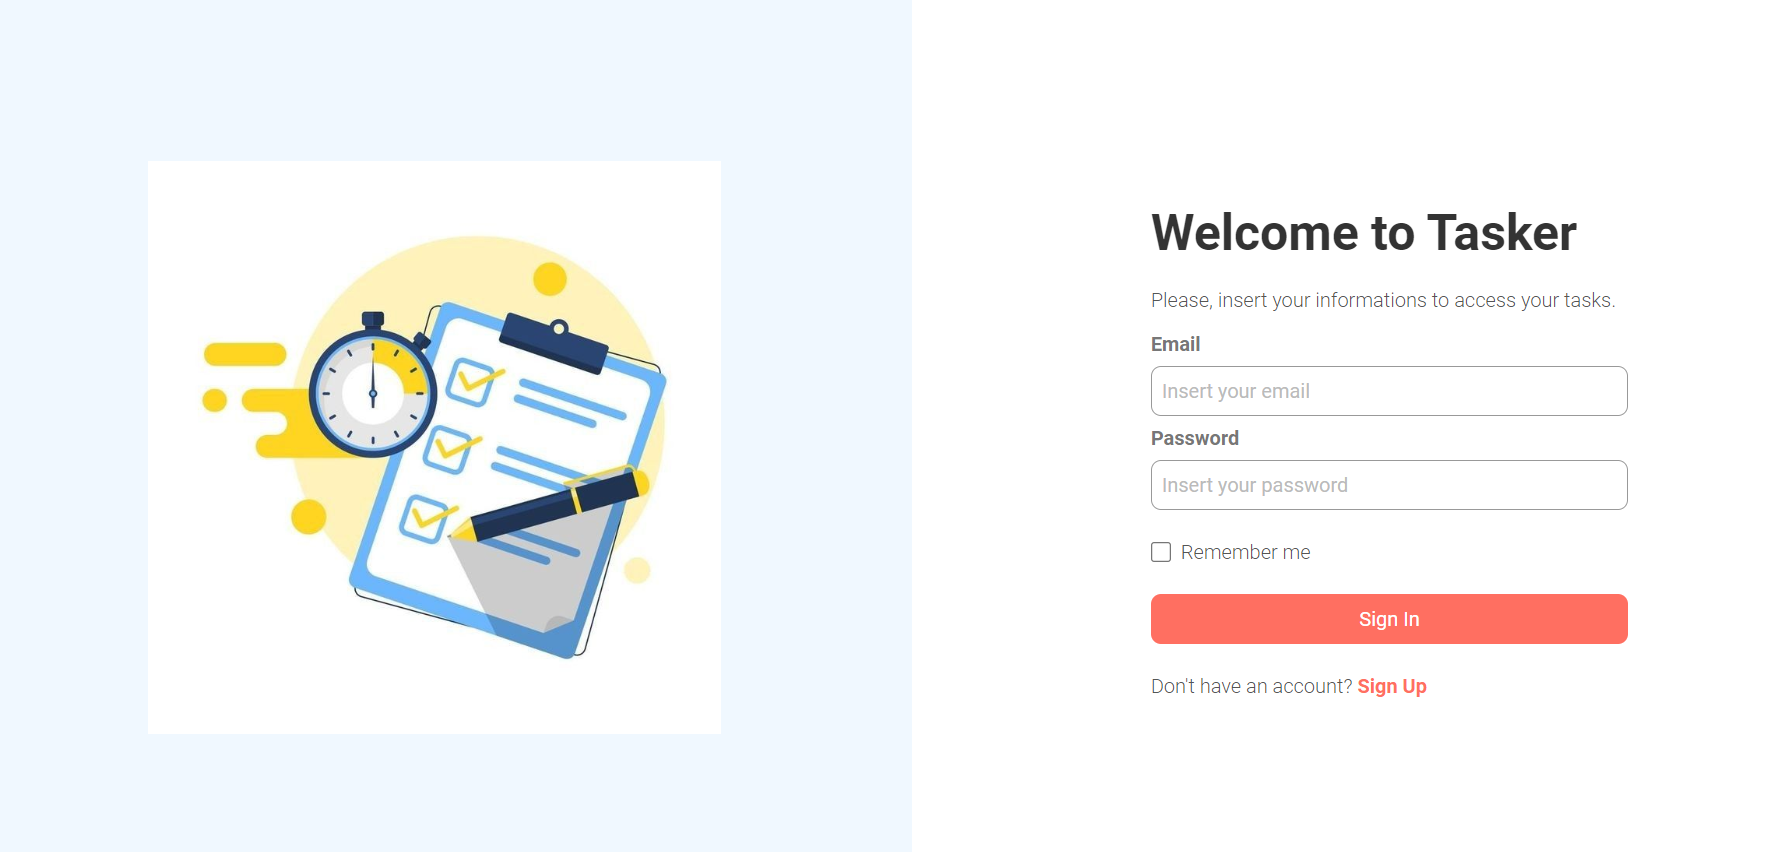 Welcome to Tasker
Please, insert your informations to access your tasks.
Email
Insert your email
Password
Insert your password
Remember me
Sign In
Don't have an account? Sign Up